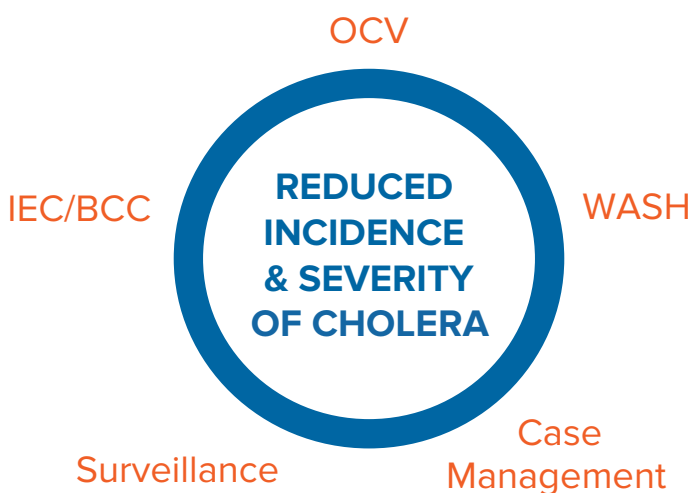 OCV
IEC/BCC
REDUCED
INCIDENCE
& SEVERITY
OF CHOLERA
WASH
Surveillance
Case
Management